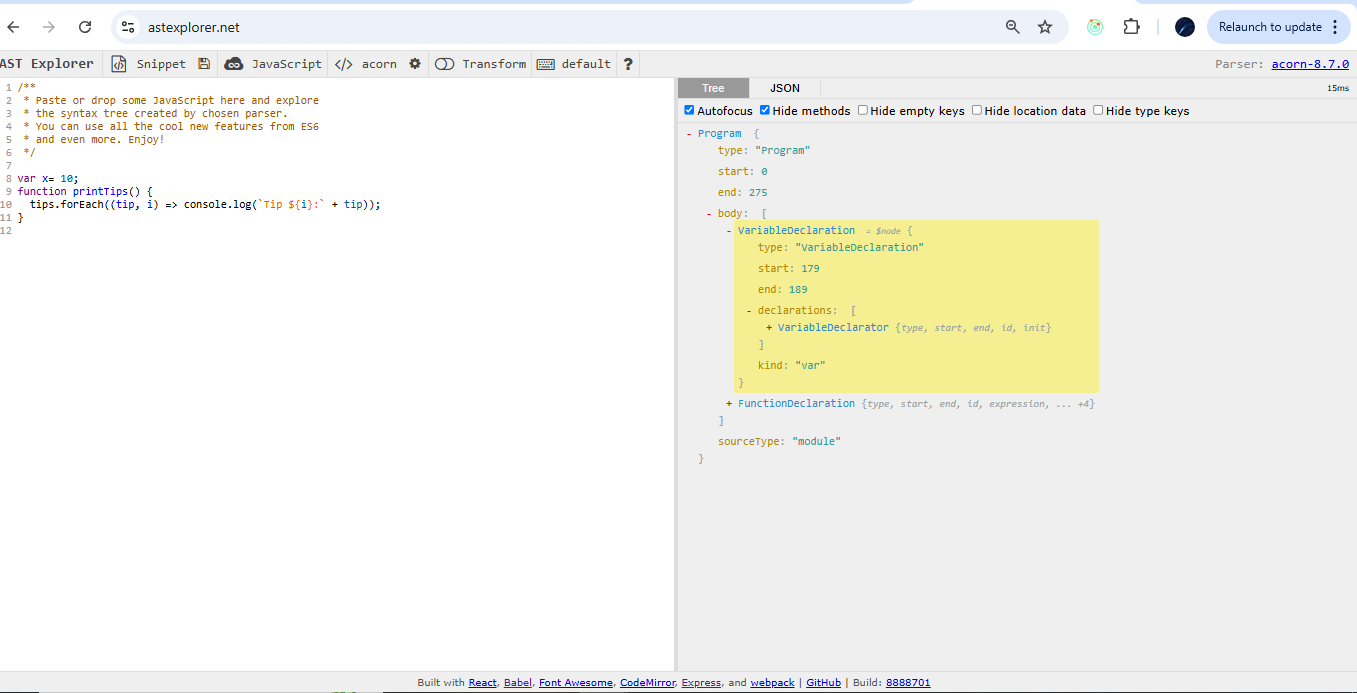 astexplorer.net
Relaunch to update
AST Explorer Snippet JavaScript </> acorn Transform default ? Parser: acorn-8.7.0
Tree JSON 15ms
Autofocus Hide methods Hide empty keys Hide location data Hide type keys
1 /**
2 * Paste or drop some JavaScript here and explore
3 * the syntax tree created by chosen parser.
4 * You can use all the cool new features from ES6
5 * and even more. Enjoy!
6 */
7
8 var x= 10;
9 function printTips() {
10 tips.forEach((tip, i) => console.log(`Tip ${i}:` + tip));
11 }
12
- Program {
type: "Program"
start: 0
end: 275
- body: [
- VariableDeclaration = $node {
type: "VariableDeclaration"
start: 179
end: 189
- declarations: [
+ VariableDeclarator {type, start, end, id, init}
]
kind: "var"
}
+ FunctionDeclaration {type, start, end, id, expression, ... +4}
]
sourceType: "module"
}
Built with React, Babel, Font Awesome, CodeMirror, Express, and webpack | GitHub | Build: 8888701